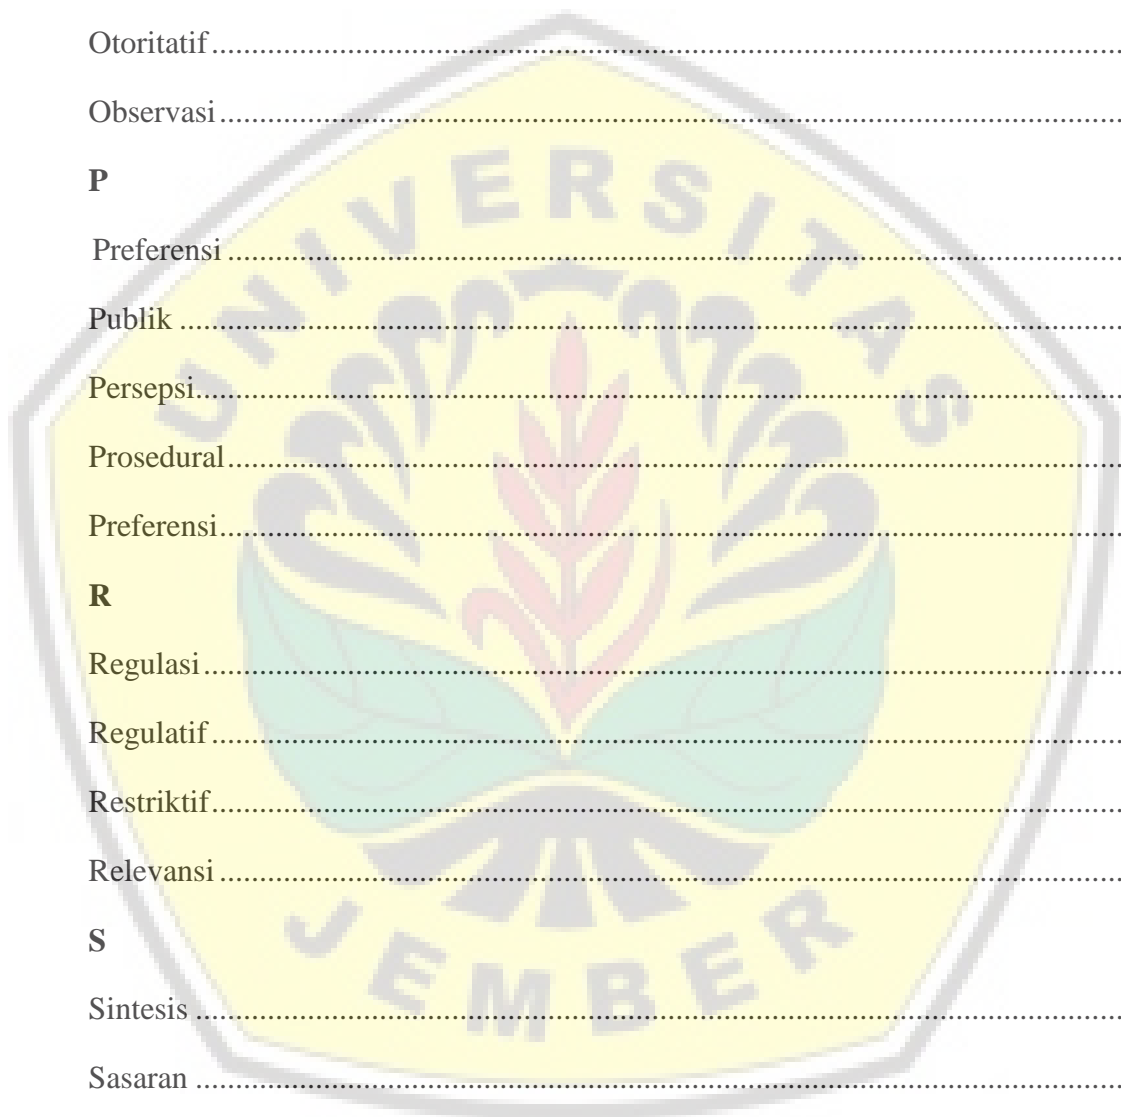 Otoritatif ........................................................................................................................
Observasi ........................................................................................................................
P
Preferensi ........................................................................................................................
Publik ........................................................................................................................
Persepsi ........................................................................................................................
Prosedural ........................................................................................................................
Preferensi ........................................................................................................................
R
Regulasi ........................................................................................................................
Regulatif ........................................................................................................................
Restriktif ........................................................................................................................
Relevansi ........................................................................................................................
S
Sintesis ........................................................................................................................
Sasaran ........................................................................................................................
UNIVERSITAS
JEMBER